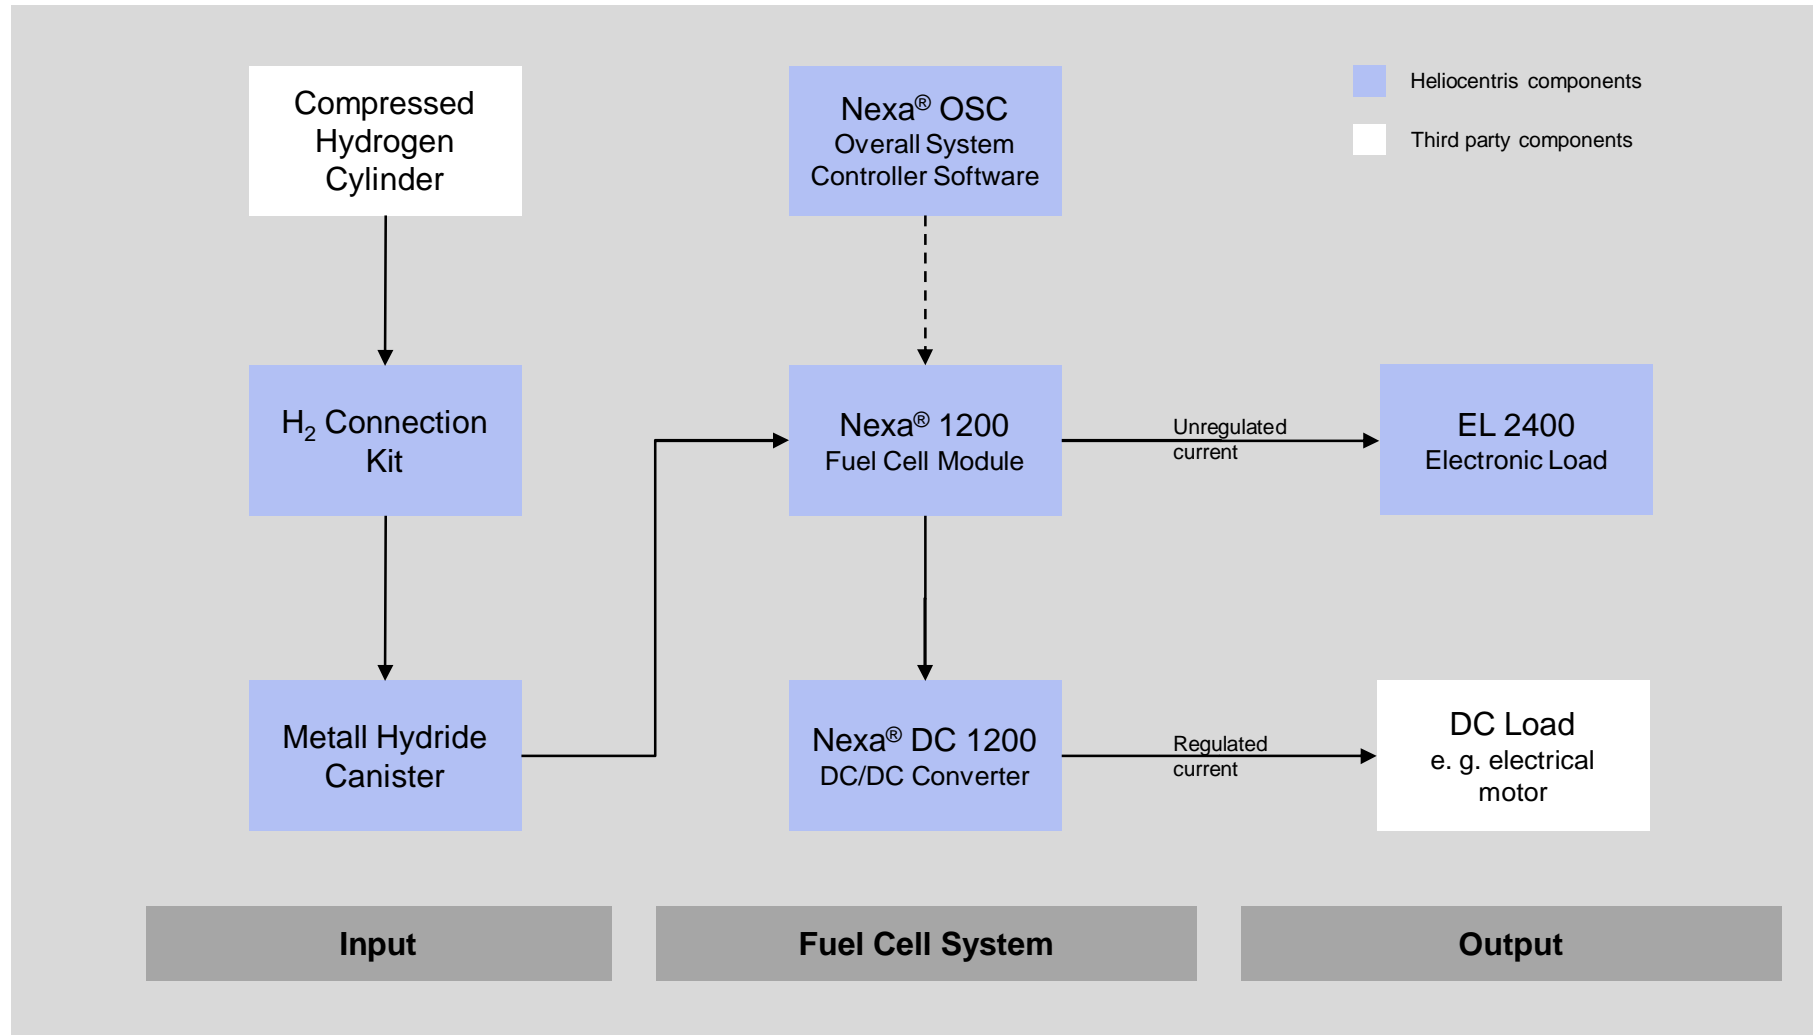 Compressed
Hydrogen
Cylinder
Nexa® OSC
Overall System
Controller Software
Heliocentris components
Third party components
H₂ Connection
Kit
Nexa® 1200
Fuel Cell Module
Unregulated
current
EL 2400
Electronic Load
Metall Hydride
Canister
Nexa® DC 1200
DC/DC Converter
Regulated
current
DC Load
e. g. electrical
motor
Input
Fuel Cell System
Output